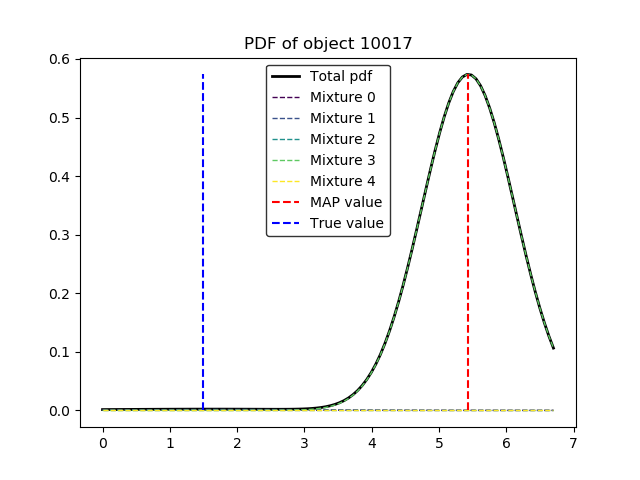 PDF of object 10017
0.6
0.5
0.4
0.3
0.2
0.1
0.0
Total pdf
Mixture 0
Mixture 1
Mixture 2
Mixture 3
Mixture 4
MAP value
True value
0 1 2 3 4 5 6 7